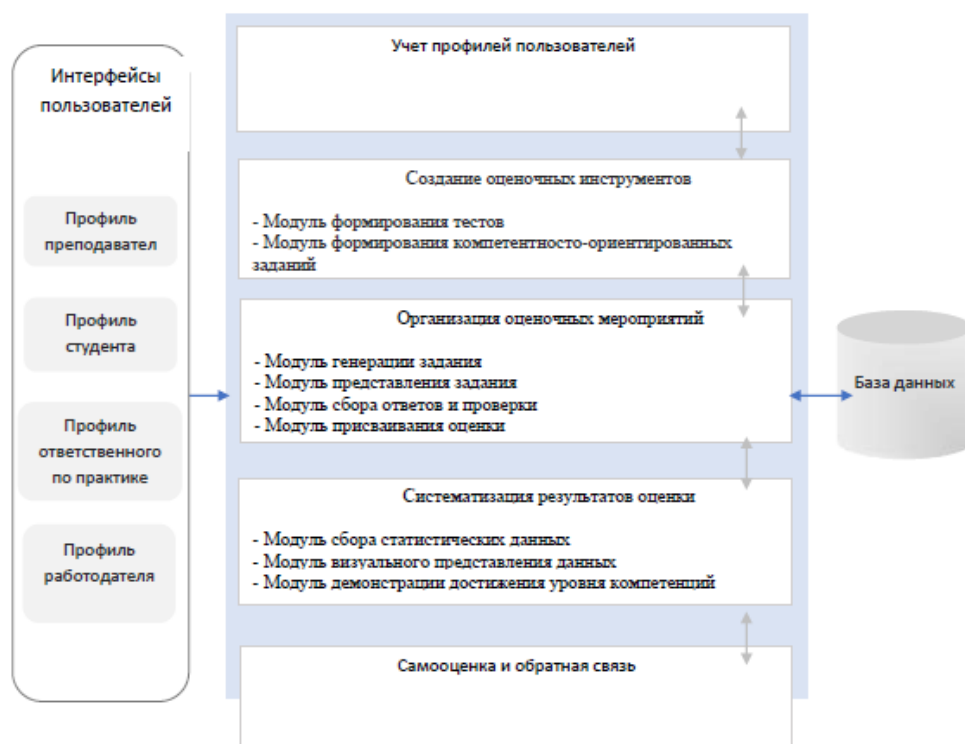 Интерфейсы
пользователей
Профиль
преподавател
Профиль
студента
Профиль
ответственного
по практике
Профиль
работодателя
Учет профилей пользователей
Создание оценочных инструментов
- Модуль формирования тестов
- Модуль формирования компетентносто-ориентированных
заданий
Организация оценочных мероприятий
- Модуль генерации задания
- Модуль представления задания
- Модуль сбора ответов и проверки
- Модуль присваивания оценки
Систематизация результатов оценки
- Модуль сбора статистических данных
- Модуль визуального представления данных
- Модуль демонстрации достижения уровня компетенций
Самооценка и обратная связь
База данных